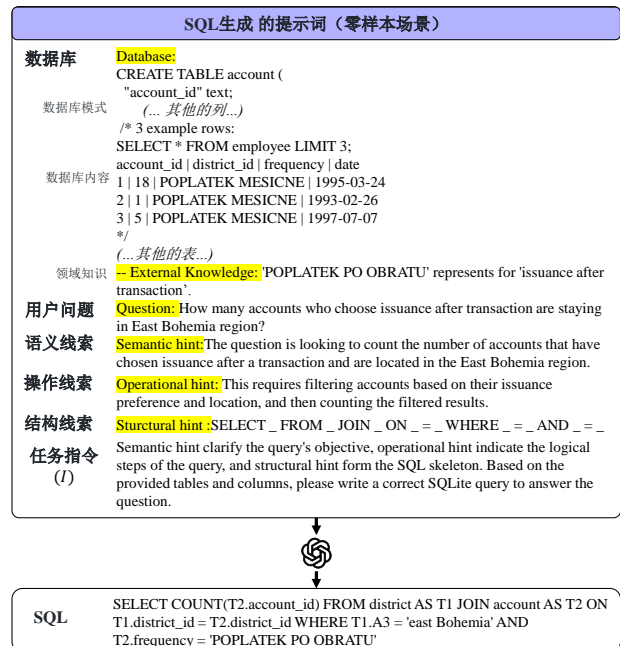 SQL生成 的提示词（零样本场景）
数据库
Database:
CREATE TABLE account (
"account_id" text;
数据库模式
(... 其他的列...)
/* 3 example rows:
SELECT * FROM employee LIMIT 3;
account_id | district_id | frequency | date
数据库内容
1 | 18 | POPLATEK MESICNE | 1995-03-24
2 | 1 | POPLATEK MESICNE | 1993-02-26
3 | 5 | POPLATEK MESICNE | 1997-07-07
*/
(...其他的表...)
领域知识
-- External Knowledge: 'POPLATEK PO OBRATU' represents for 'issuance after
transaction’.
用户问题
Question: How many accounts who choose issuance after transaction are staying
in East Bohemia region?
语义线索
Semantic hint:The question is looking to count the number of accounts that have
chosen issuance after a transaction and are located in the East Bohemia region.
操作线索
Operational hint: This requires filtering accounts based on their issuance
preference and location, and then counting the filtered results.
结构线索
Sturctural hint :SELECT _ FROM _ JOIN _ ON _ = _ WHERE _ = _ AND _ = _
任务指令
(I)
Semantic hint clarify the query's objective, operational hint indicate the logical
steps of the query, and structural hint form the SQL skeleton. Based on the
provided tables and columns, please write a correct SQLite query to answer the
question.
SQL
SELECT COUNT(T2.account_id) FROM district AS T1 JOIN account AS T2 ON
T1.district_id = T2.district_id WHERE T1.A3 = 'east Bohemia' AND
T2.frequency = 'POPLATEK PO OBRATU'